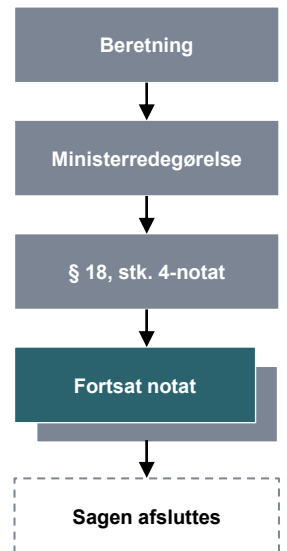 Beretning
Ministerredegørelse
§ 18, stk. 4-notat
Fortsat notat
Sagen afsluttes